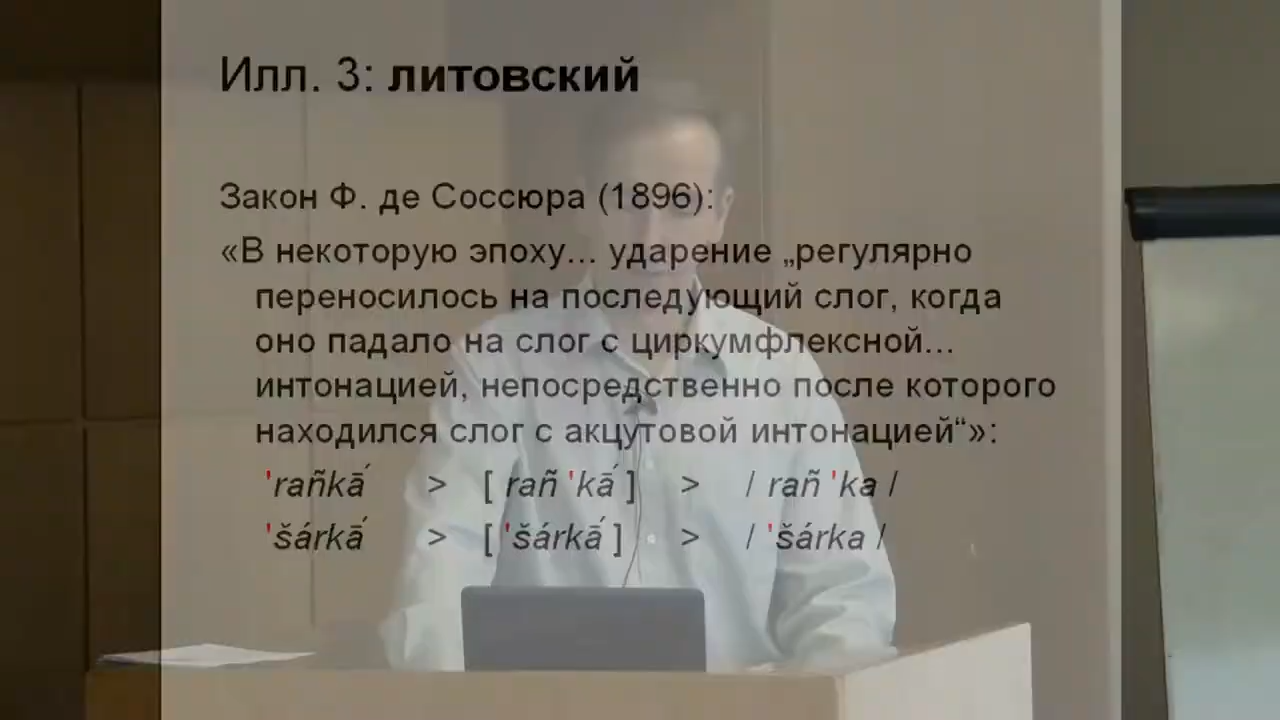 Илл. 3: литовский
Закон Ф. де Соссюра (1896):
«В некоторую эпоху... ударение „регулярно
переносилось на последующий слог, когда
оно падало на слог с циркумфлексной...
интонацией, непосредственно после которого
находился слог с акцутовой интонацией“»:
'rañkā́ > [ rañ 'kā́ ] > / rañ 'ka /
'šárkā́ > [ 'šárkā́ ] > / 'šárka /